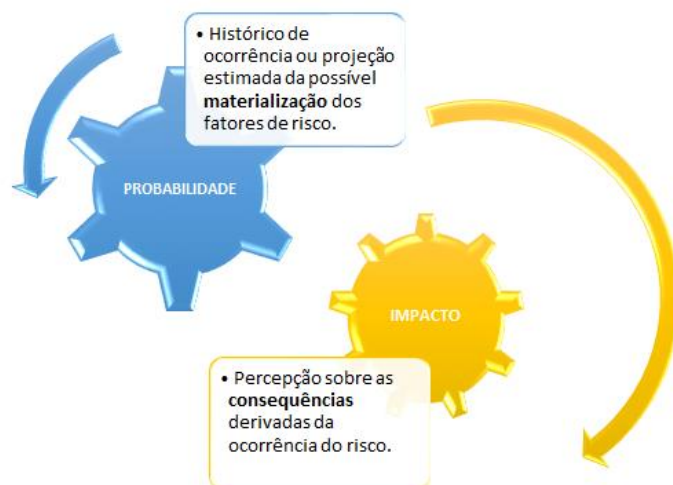 • Histórico de
ocorrência ou projeção
estimada da possível
materialização dos
fatores de risco.
PROBABILIDADE
IMPACTO
• Percepção sobre as
consequências
derivadas da
ocorrência do risco.